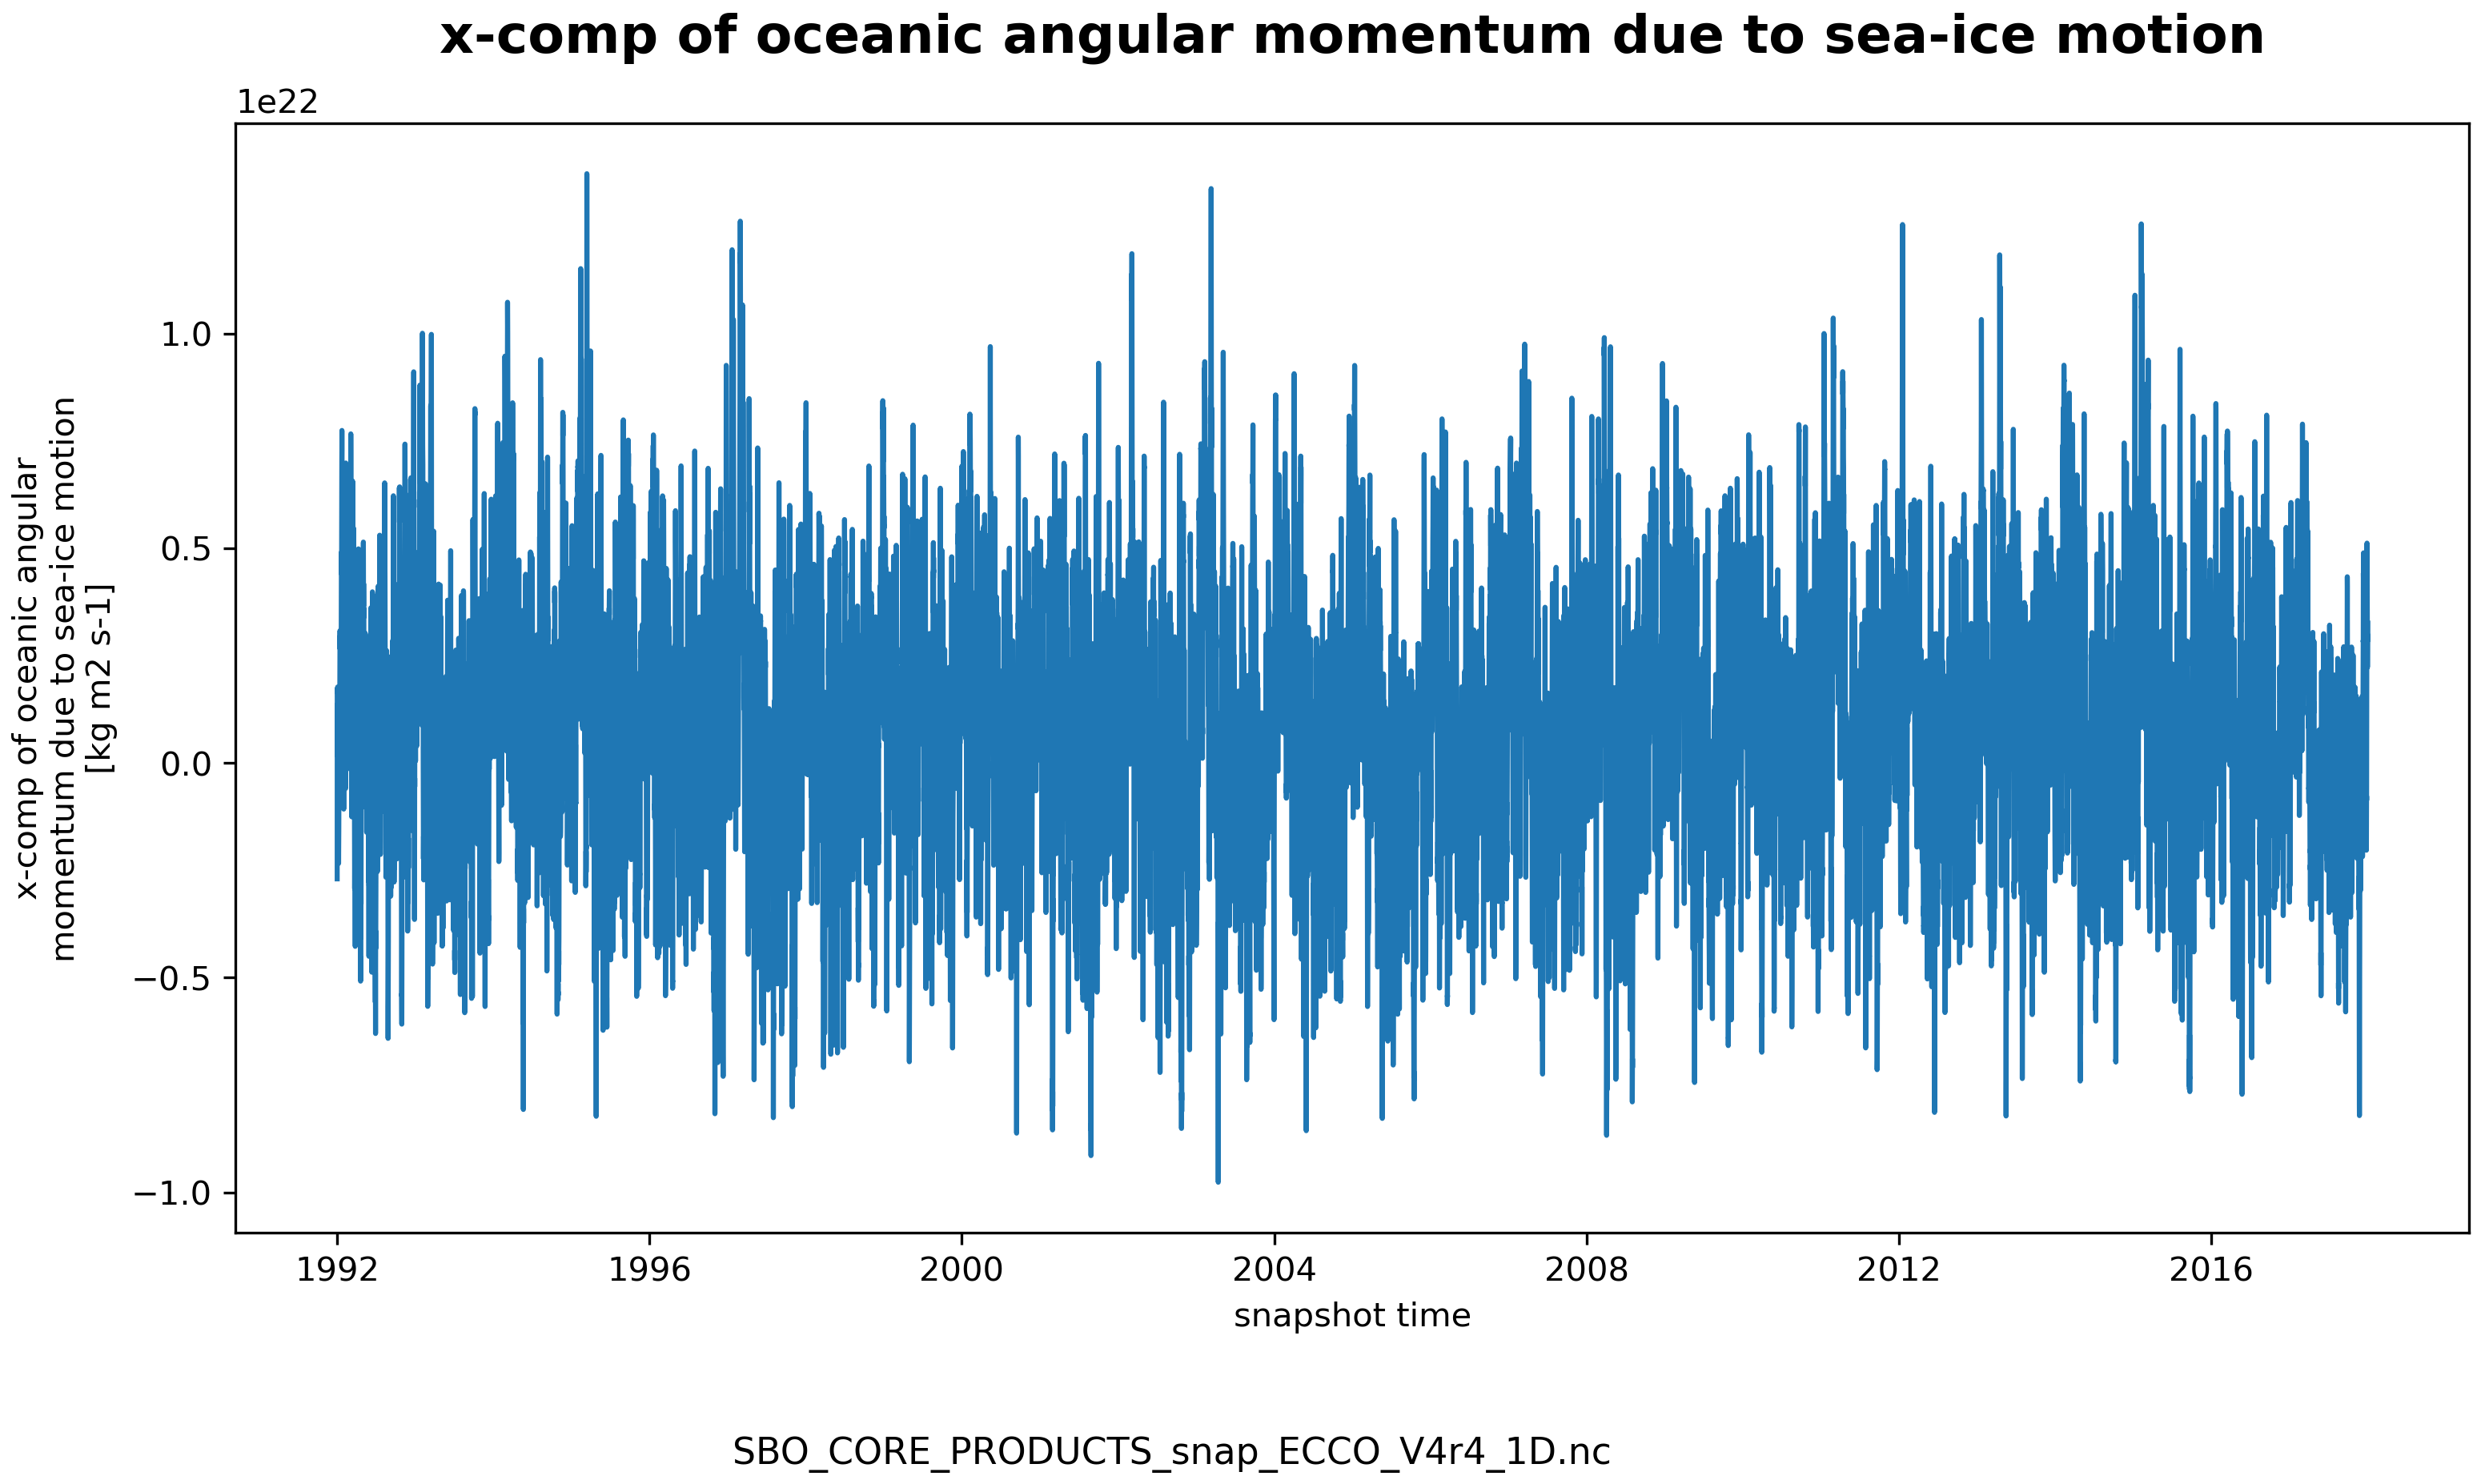 x-comp of oceanic angular momentum due to sea-ice motion
1e22
x-comp of oceanic angular
momentum due to sea-ice motion
[kg m2 s-1]
1.0
0.5
0.0
−0.5
−1.0
1992 1996 2000 2004 2008 2012 2016
snapshot time
SBO_CORE_PRODUCTS_snap_ECCO_V4r4_1D.nc